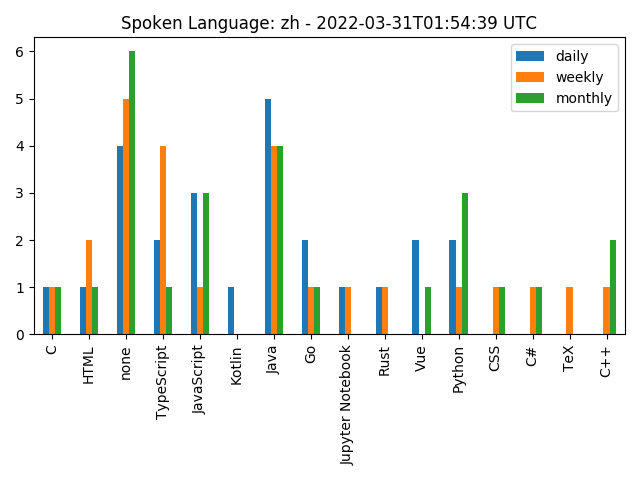 Spoken Language: zh - 2022-03-31T01:54:39 UTC
daily
weekly
monthly
6
5
4
3
2
1
0
C
HTML
none
TypeScript
JavaScript
Kotlin
Java
Go
Jupyter Notebook
Rust
Vue
Python
CSS
C#
TeX
C++